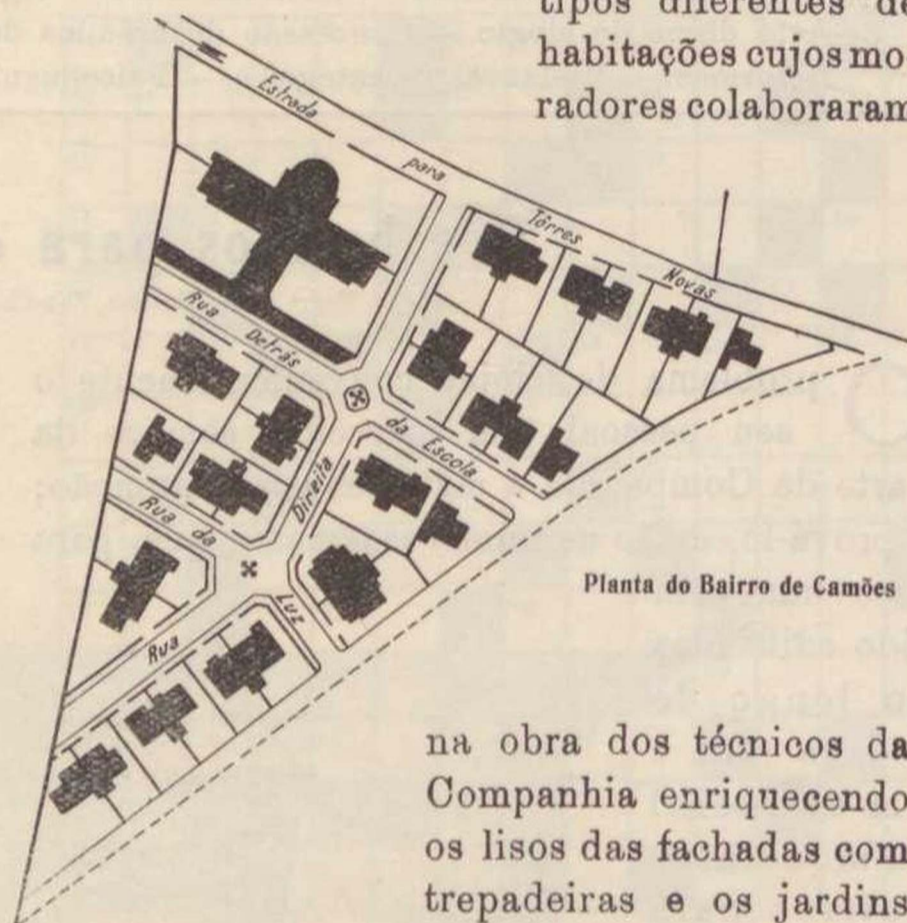 tipos diferentes de
habitações cujos mo-
radores colaboraram
Estrada para Tôrres Novas
Rua Detrás da Escola
Rua Direita
Rua da Luz
Rua
Planta do Bairro de Camões
na obra dos técnicos da
Companhia enriquecendo
os lisos das fachadas com
trepadeiras e os jardins